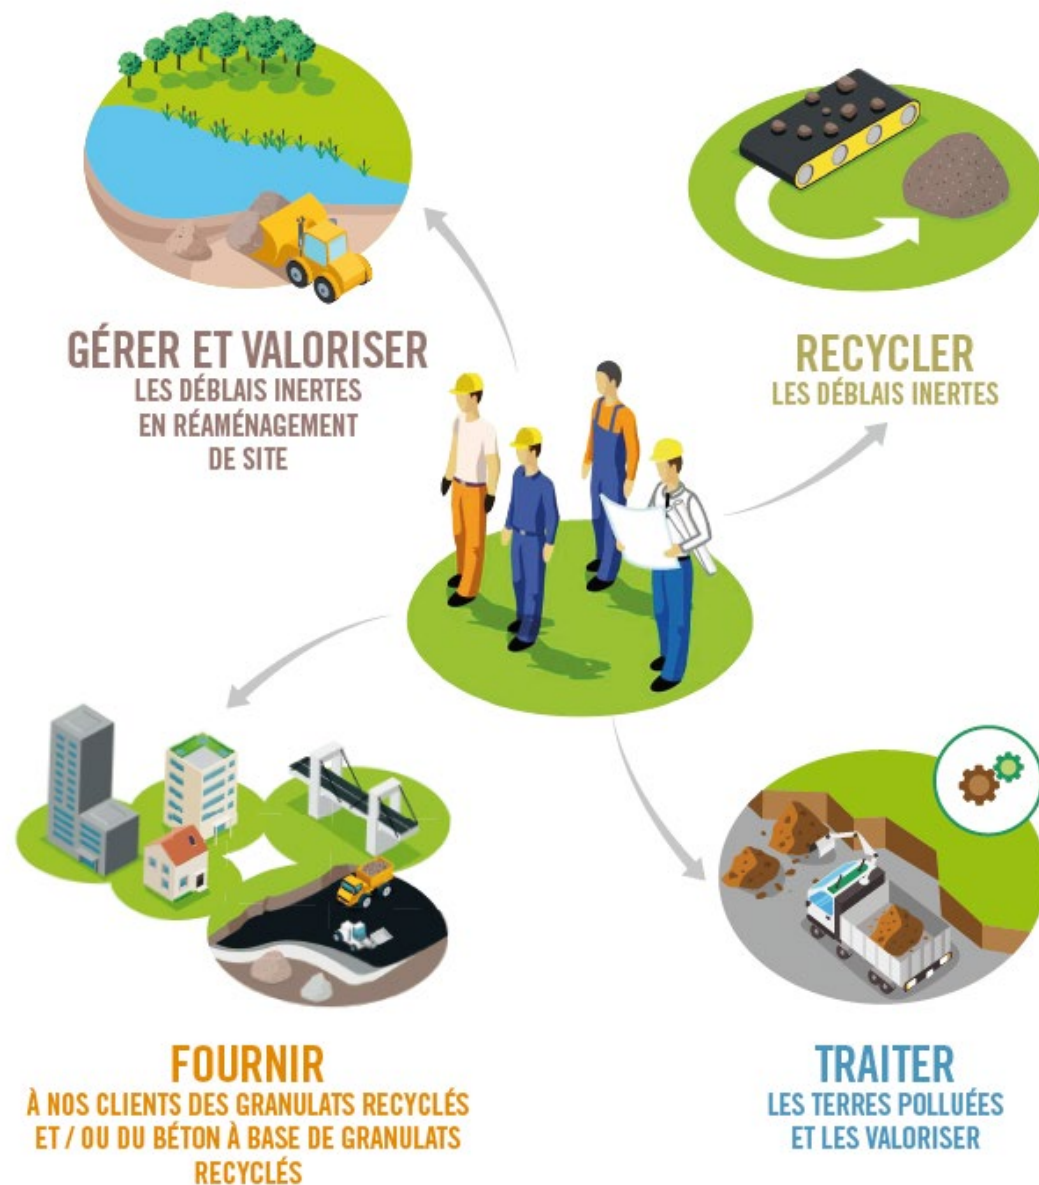 GÉRER ET VALORISER
LES DÉBLAIS INERTES
EN RÉAMÉNAGEMENT
DE SITE
RECYCLER
LES DÉBLAIS INERTES
FOURNIR
À NOS CLIENTS DES GRANULATS RECYCLÉS
ET / OU DU BÉTON À BASE DE GRANULATS
RECYCLÉS
TRAITER
LES TERRES POLLUÉES
ET LES VALORISER